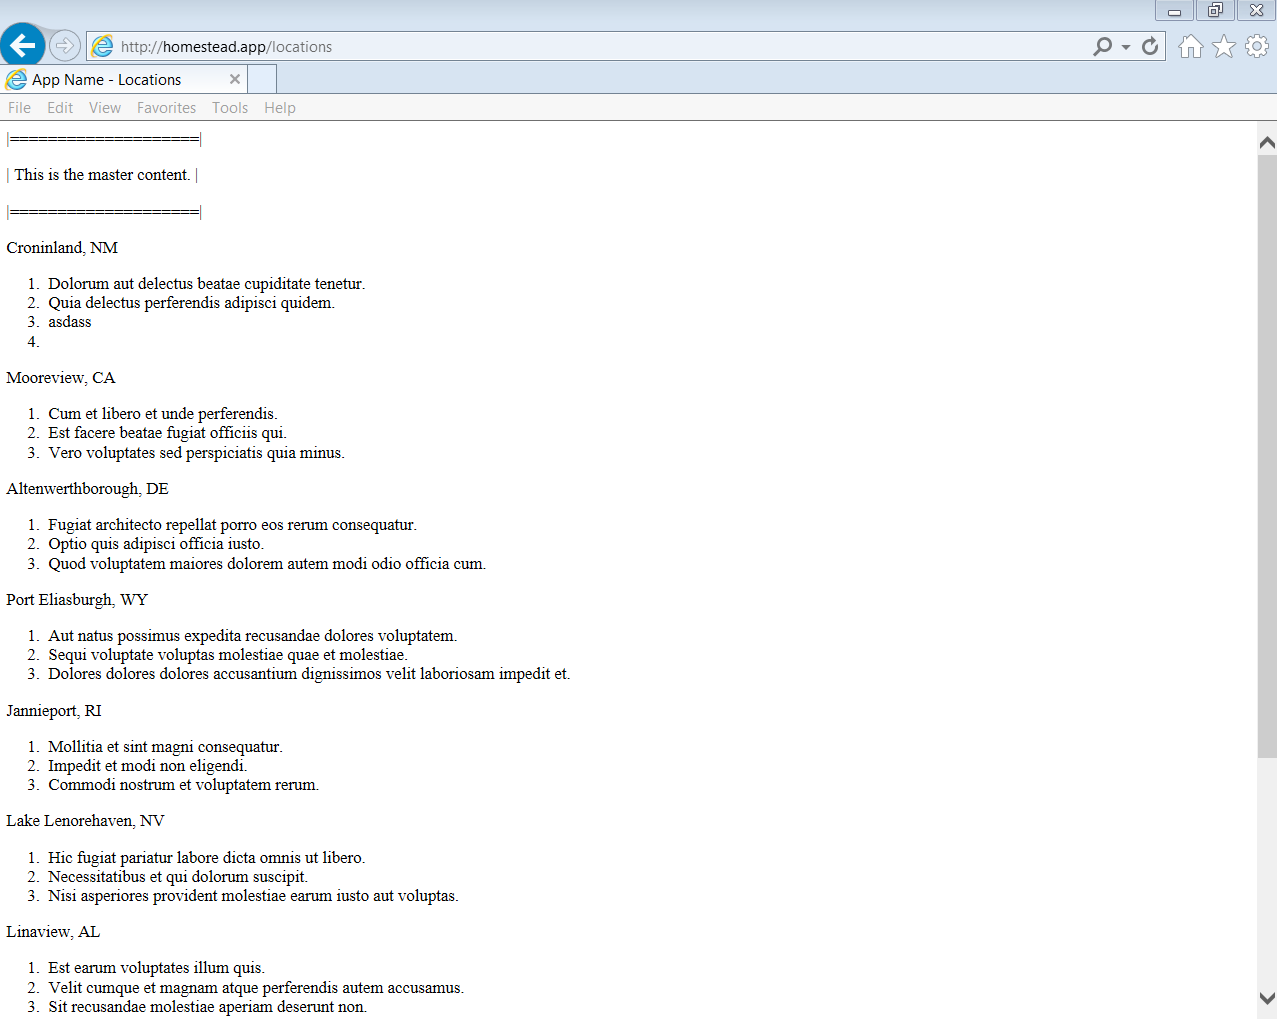 http://homestead.app/locations
App Name - Locations
File Edit View Favorites Tools Help
|====================|
| This is the master content. |
|====================|
Croninland, NM
1. Dolorum aut delectus beatae cupiditate tenetur.
2. Quia delectus perferendis adipisci quidem.
3. asdass
4.
Mooreview, CA
1. Cum et libero et unde perferendis.
2. Est facere beatae fugiat officiis qui.
3. Vero voluptates sed perspiciatis quia minus.
Altenwerthborough, DE
1. Fugiat architecto repellat porro eos rerum consequatur.
2. Optio quis adipisci officia iusto.
3. Quod voluptatem maiores dolorem autem modi odio officia cum.
Port Eliasburgh, WY
1. Aut natus possimus expedita recusandae dolores voluptatem.
2. Sequi voluptate voluptas molestiae quae et molestiae.
3. Dolores dolores dolores accusantium dignissimos velit laboriosam impedit et.
Jannieport, RI
1. Mollitia et sint magni consequatur.
2. Impedit et modi non eligendi.
3. Commodi nostrum et voluptatem rerum.
Lake Lenorehaven, NV
1. Hic fugiat pariatur labore dicta omnis ut libero.
2. Necessitatibus et qui dolorum suscipit.
3. Nisi asperiores provident molestiae earum iusto aut voluptas.
Linaview, AL
1. Est earum voluptates illum quis.
2. Velit cumque et magnam atque perferendis autem accusamus.
3. Sit recusandae molestiae aperiam deserunt non.